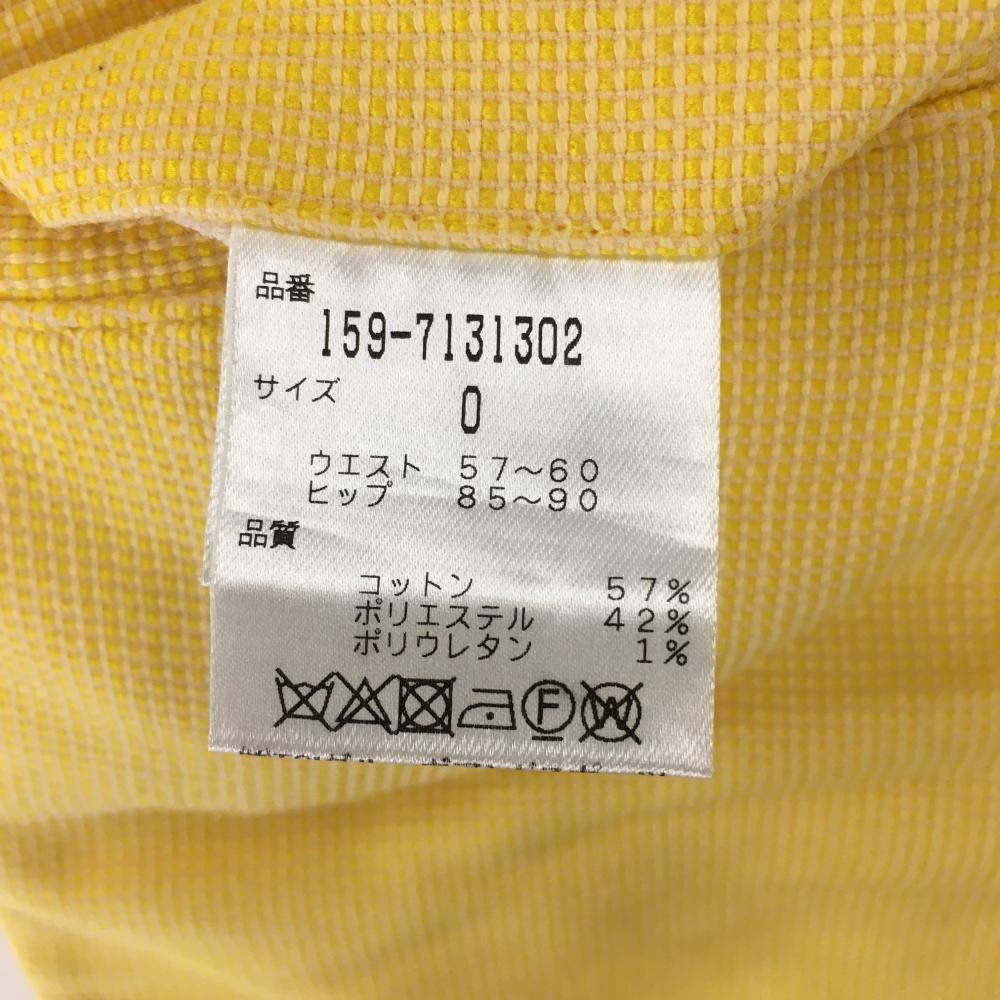 品番
159-7131302
サイズ
0
ウエスト 57～60
ヒップ 85～90
品質
コットン 57%
ポリエステル 42%
ポリウレタン 1%
F W